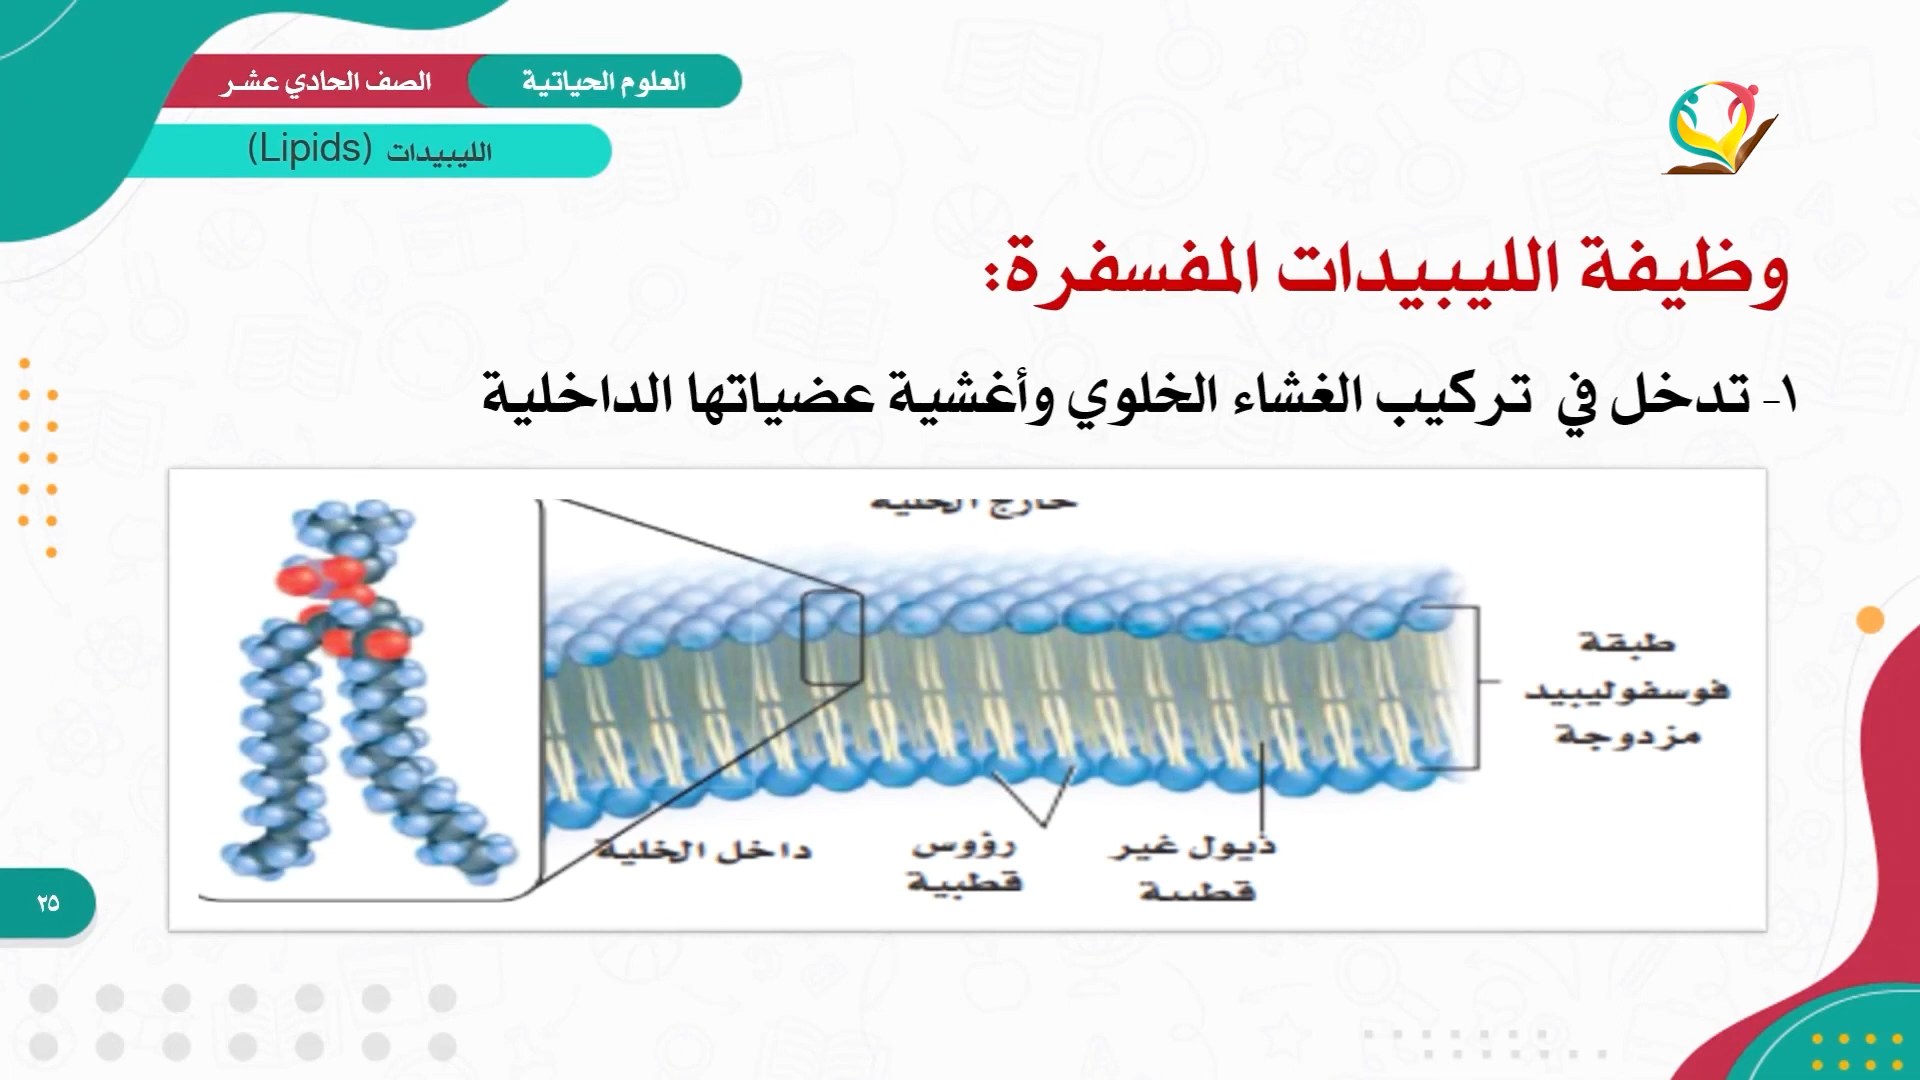 العلوم الحياتية
الصف الحادي عشر
الليبيدات (Lipids)
وظيفة الليبيدات المفسفرة:
١- تدخل في تركيب الغشاء الخلوي وأغشية عضياتها الداخلية
خارج الخلية
طبقة
فوسفوليبيد
مزدوجة
ذيول غير
قطبية
رؤوس
قطبية
داخل الخلية
٢٥